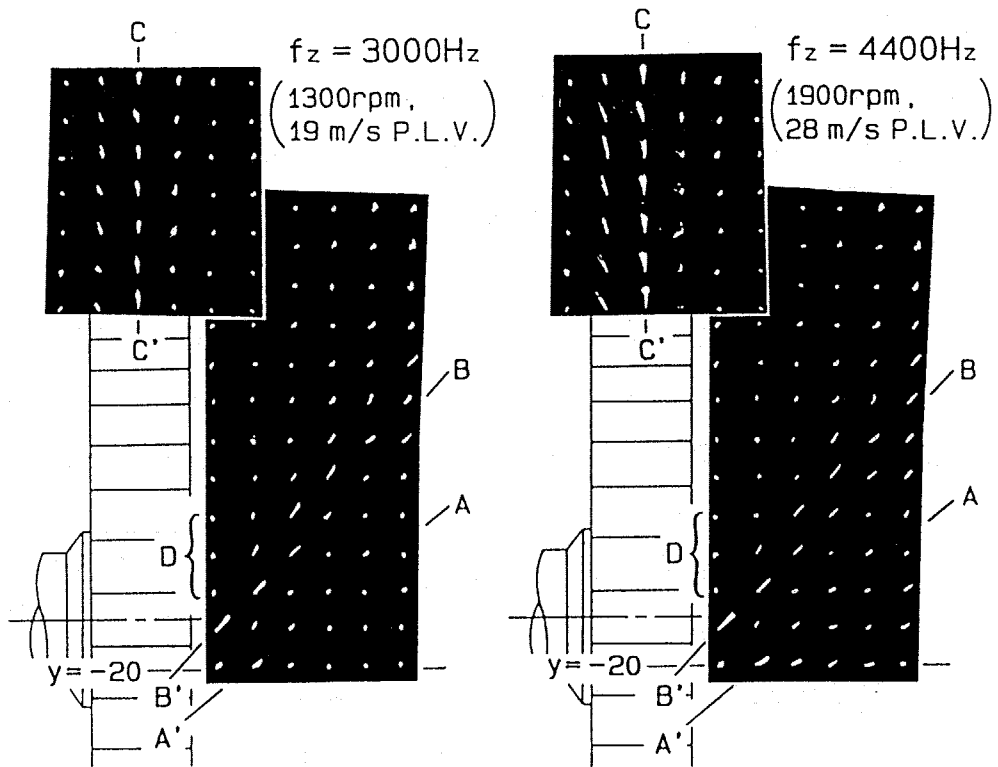 C
fz = 3000Hz
(1300rpm,
19 m/s P.L.V.)
C'
B
A
D
y=-20
B'
A'
C
fz = 4400Hz
(1900rpm,
28 m/s P.L.V.)
C'
B
A
D
y=-20
B'
A'